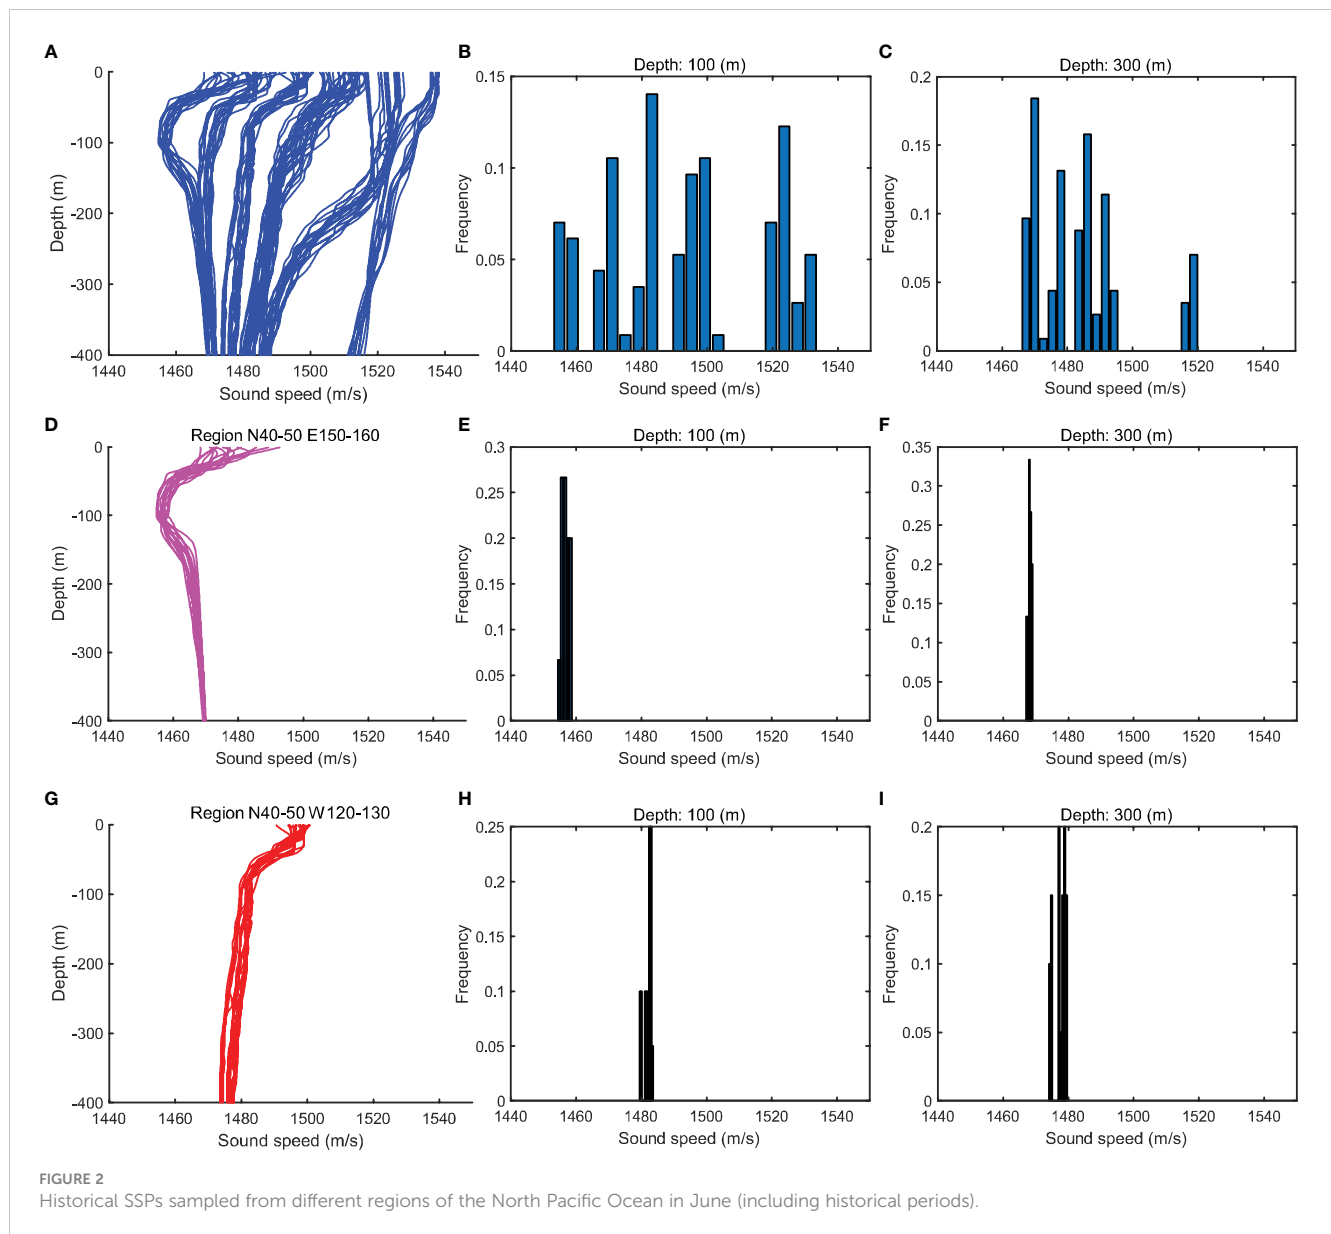 A
0
-100
-200
-300
-400
1440 1460 1480 1500 1520 1540
Depth (m)
Sound speed (m/s)
B
Depth: 100 (m)
0.15
0.1
0.05
0
1440 1460 1480 1500 1520 1540
Frequency
Sound speed (m/s)
C
Depth: 300 (m)
0.2
0.15
0.1
0.05
0
1440 1460 1480 1500 1520 1540
Frequency
Sound speed (m/s)
D
Region N40-50 E150-160
0
-100
-200
-300
-400
1440 1460 1480 1500 1520 1540
Depth (m)
Sound speed (m/s)
E
Depth: 100 (m)
0.3
0.25
0.2
0.15
0.1
0.05
0
1440 1460 1480 1500 1520 1540
Frequency
Sound speed (m/s)
F
Depth: 300 (m)
0.35
0.3
0.25
0.2
0.15
0.1
0.05
0
1440 1460 1480 1500 1520 1540
Frequency
Sound speed (m/s)
G
Region N40-50 W120-130
0
-100
-200
-300
-400
1440 1460 1480 1500 1520 1540
Depth (m)
Sound speed (m/s)
H
Depth: 100 (m)
0.25
0.2
0.15
0.1
0.05
0
1440 1460 1480 1500 1520 1540
Frequency
Sound speed (m/s)
I
Depth: 300 (m)
0.2
0.15
0.1
0.05
0
1440 1460 1480 1500 1520 1540
Frequency
Sound speed (m/s)
FIGURE 2
Historical SSPs sampled from different regions of the North Pacific Ocean in June (including historical periods).